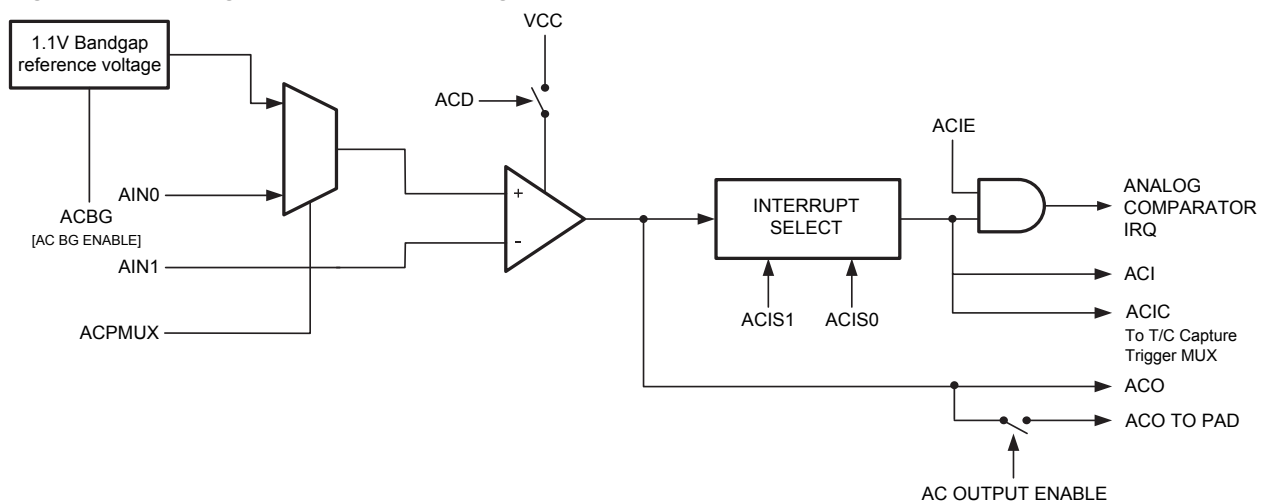 VCC
1.1V Bandgap
reference voltage
ACD
ACIE
AIN0
ACBG
[AC BG ENABLE]
AIN1
ACPMUX
+
-
INTERRUPT
SELECT
ACIS1 ACIS0
ANALOG
COMPARATOR
IRQ
ACI
ACIC
To T/C Capture
Trigger MUX
ACO
ACO TO PAD
AC OUTPUT ENABLE